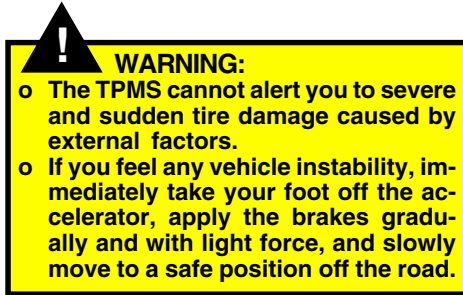 !
WARNING:
o The TPMS cannot alert you to severe
and sudden tire damage caused by
external factors.
o If you feel any vehicle instability, im-
mediately take your foot off the ac-
celerator, apply the brakes gradu-
ally and with light force, and slowly
move to a safe position off the road.